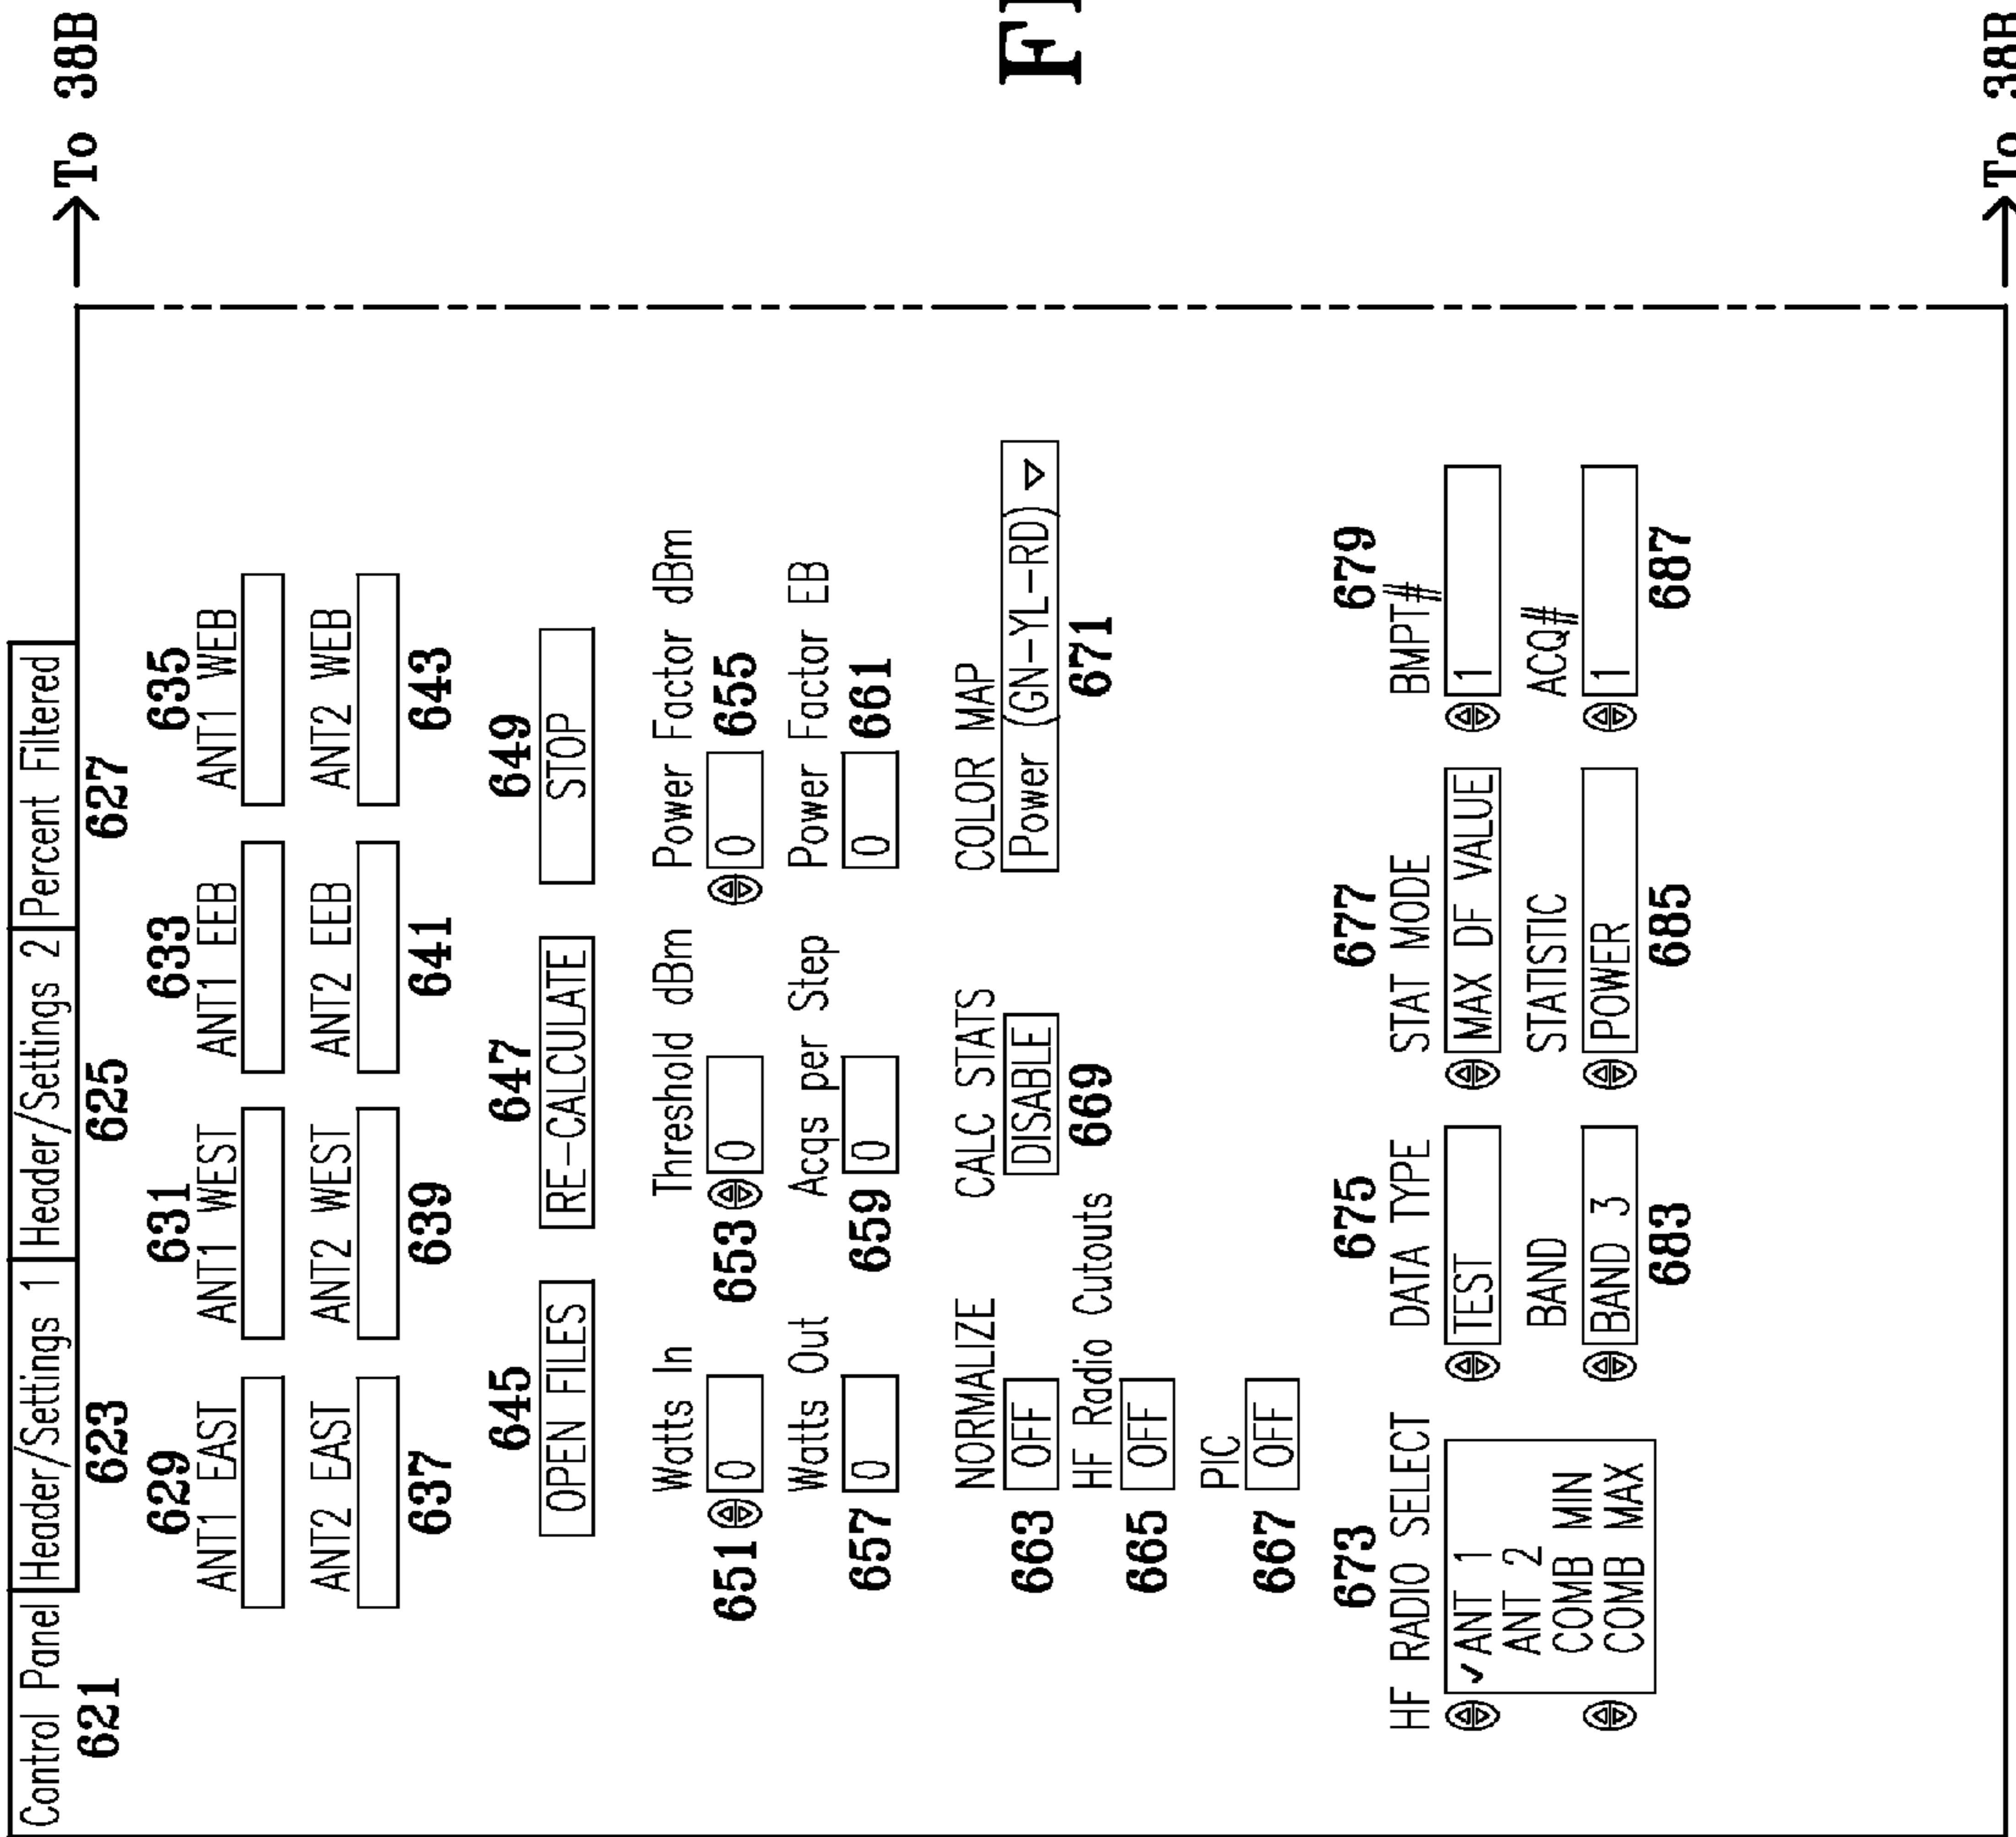 Control Panel Header/Settings 1 Header/Settings 2 Percent Filtered
To 38B
621 623 625 627
629 631 633 635
ANT1 EAST ANT1 WEST ANT1 EEB ANT1 WEB
ANT2 EAST ANT2 WEST ANT2 EEB ANT2 WEB
637 639 641 643
645 647 649
OPEN FILES RE-CALCULATE STOP
Watts In Threshold dBm Power Factor dBm
651 0 653 0 0 655
Watts Out Acqs per Step Power Factor EB
657 0 659 0 0 661
NORMALIZE CALC STATS COLOR MAP
663 OFF DISABLE Power (GN-YL-RD)
HF Radio Cutouts 669 671
665 OFF
PIC
667 OFF
673 675 677 679
HF RADIO SELECT DATA TYPE STAT MODE BMPT#
✓ANT 1 TEST MAX DF VALUE 1
ANT 2 BAND STATISTIC ACQ#
COMB MIN BAND 3 POWER 1
COMB MAX 683 685 687
To 38B